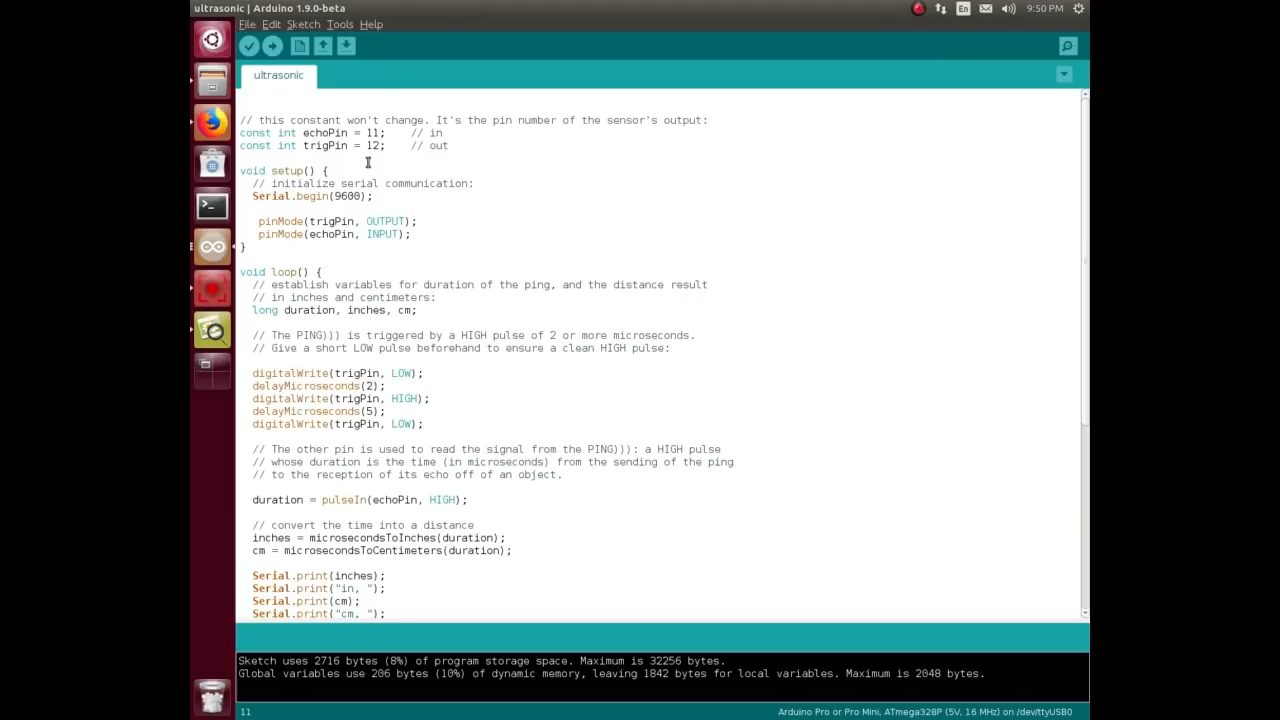 ultrasonic | Arduino 1.9.0-beta
En
9:50 PM
File Edit Sketch Tools Help
ultrasonic
// this constant won't change. It's the pin number of the sensor's output:
const int echoPin = 11;    // in
const int trigPin = 12;    // out
void setup() {
  // initialize serial communication:
  Serial.begin(9600);
   pinMode(trigPin, OUTPUT);
   pinMode(echoPin, INPUT);
}
void loop() {
  // establish variables for duration of the ping, and the distance result
  // in inches and centimeters:
  long duration, inches, cm;
  // The PING))) is triggered by a HIGH pulse of 2 or more microseconds.
  // Give a short LOW pulse beforehand to ensure a clean HIGH pulse:
  digitalWrite(trigPin, LOW);
  delayMicroseconds(2);
  digitalWrite(trigPin, HIGH);
  delayMicroseconds(5);
  digitalWrite(trigPin, LOW);
  // The other pin is used to read the signal from the PING))): a HIGH pulse
  // whose duration is the time (in microseconds) from the sending of the ping
  // to the reception of its echo off of an object.
  duration = pulseIn(echoPin, HIGH);
  // convert the time into a distance
  inches = microsecondsToInches(duration);
  cm = microsecondsToCentimeters(duration);
  Serial.print(inches);
  Serial.print("in, ");
  Serial.print(cm);
  Serial.print("cm, ");
Sketch uses 2716 bytes (8%) of program storage space. Maximum is 32256 bytes.
Global variables use 206 bytes (10%) of dynamic memory, leaving 1842 bytes for local variables. Maximum is 2048 bytes.
11
Arduino Pro or Pro Mini, ATmega328P (5V, 16 MHz) on /dev/ttyUSB0